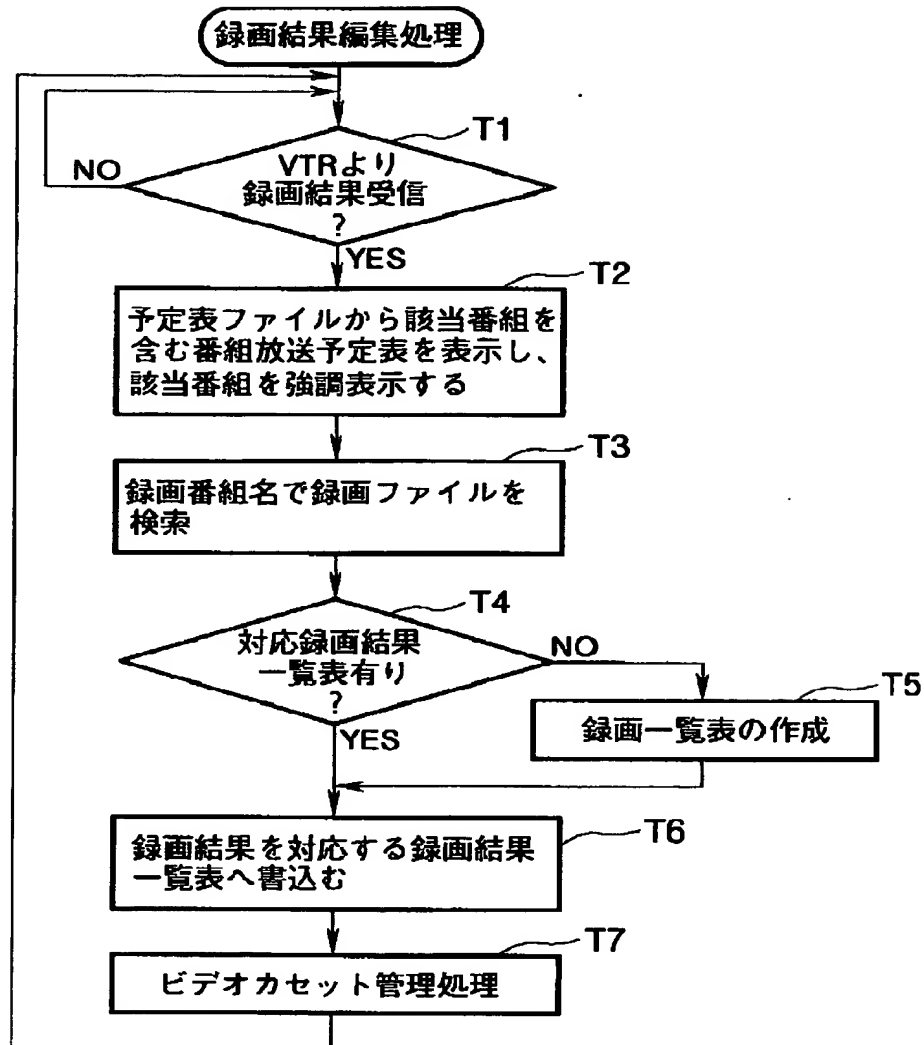 録画結果編集処理
T1
NO
VTRより
録画結果受信
?
YES
T2
予定表ファイルから該当番組を
含む番組放送予定表を表示し、
該当番組を強調表示する
T3
録画番組名で録画ファイルを
検索
T4
対応録画結果
一覧表有り
?
NO
YES
T5
録画一覧表の作成
T6
録画結果を対応する録画結果
一覧表へ書込む
T7
ビデオカセット管理処理